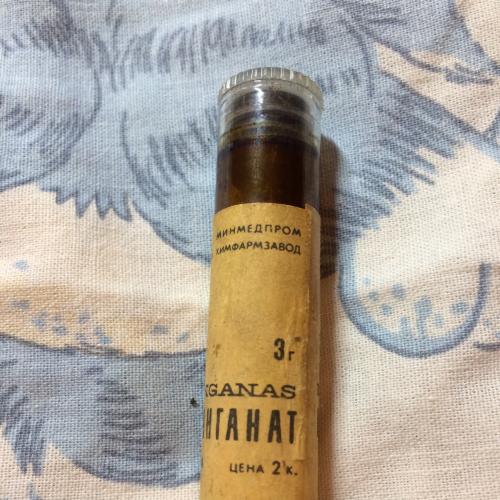 МИНМЕДПРОМ
ХИМФАРМЗАВОД
3г
GANAS
НГАНАТ
ЦЕНА 2 к.